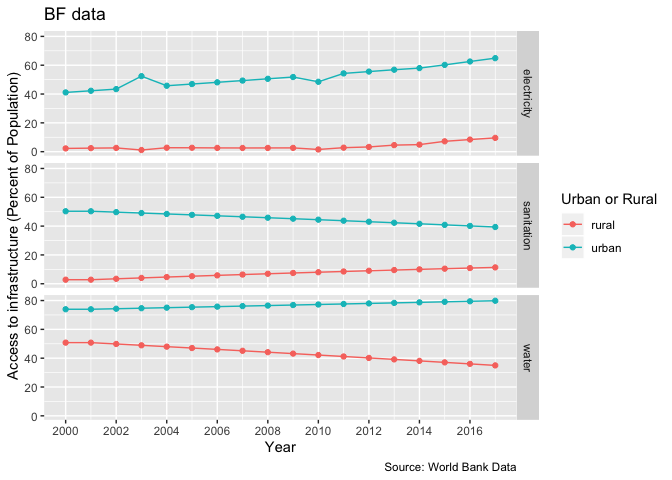 BF data
Access to infrastructure (Percent of Population)
80
60
40
20
0
electricity
80
60
40
20
0
sanitation
80
60
40
20
0
water
2000 2002 2004 2006 2008 2010 2012 2014 2016
Year
Urban or Rural
rural
urban
Source: World Bank Data